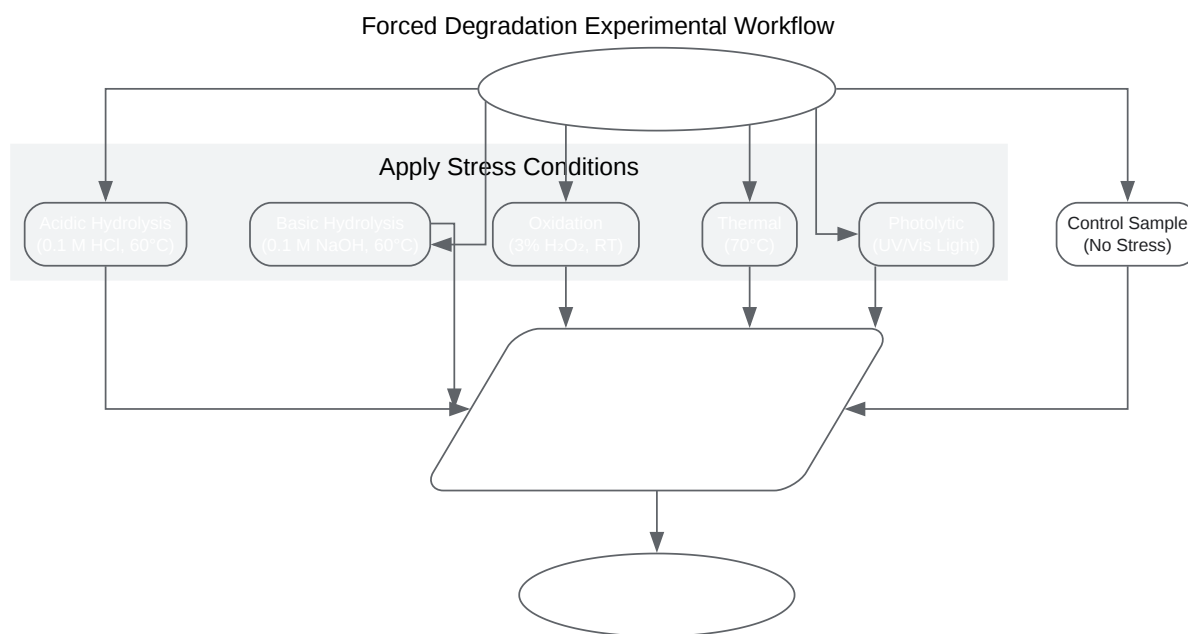 Forced Degradation Experimental Workflow
Apply Stress Conditions
Acidic Hydrolysis
(0.1 M HCl, 60°C)
Basic Hydrolysis
(0.1 M NaOH, 60°C)
Oxidation
(3% H₂O₂, RT)
Thermal
(70°C)
Photolytic
(UV/Vis Light)
Control Sample
(No Stress)